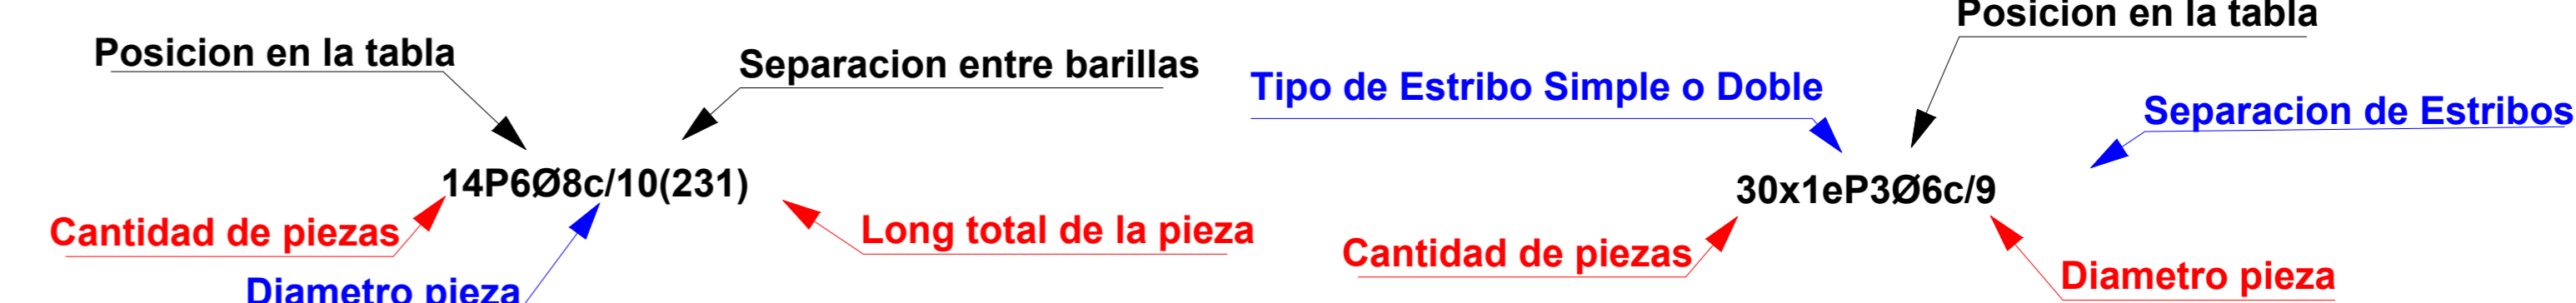 Posicion en la tabla
Separacion entre barillas
14P6Ø8c/10(231)
Cantidad de piezas
Long total de la pieza
Diametro pieza
Posicion en la tabla
Tipo de Estribo Simple o Doble
Separacion de Estribos
30x1eP3Ø6c/9
Cantidad de piezas
Diametro pieza